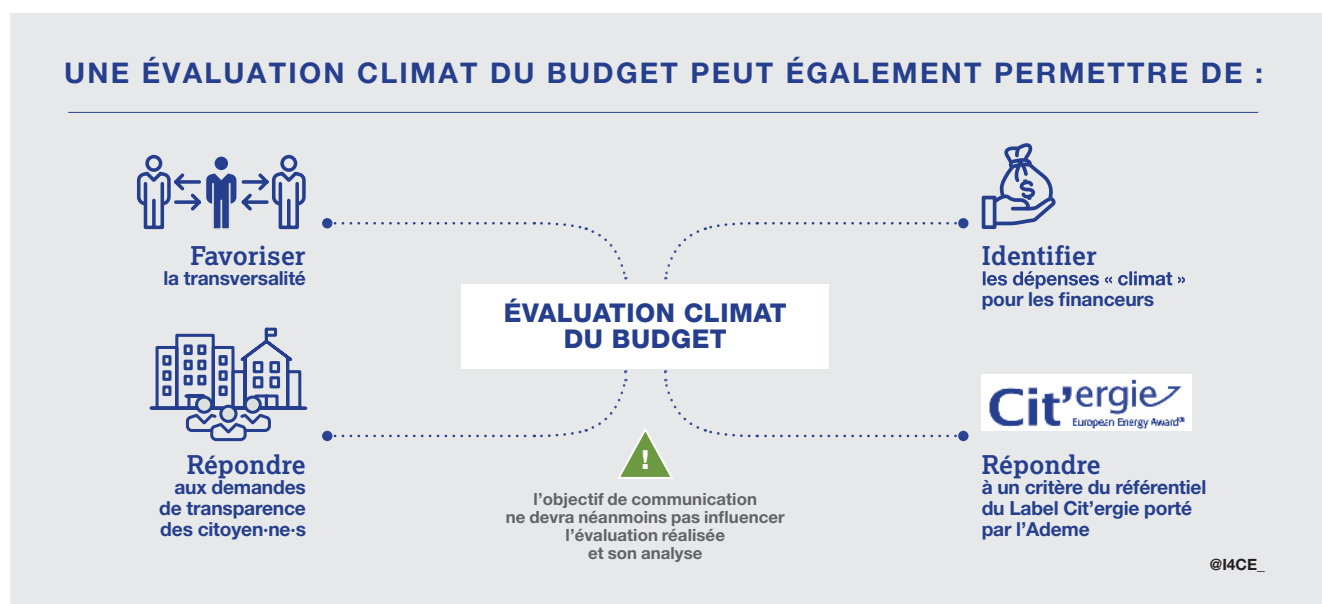 UNE ÉVALUATION CLIMAT DU BUDGET PEUT ÉGALEMENT PERMETTRE DE :
Favoriser
la transversalité
Identifier
les dépenses « climat »
pour les financeurs
ÉVALUATION CLIMAT
DU BUDGET
Répondre
aux demandes
de transparence
des citoyen·ne·s
Cit'ergie
European Energy Award®
Répondre
à un critère du référentiel
du Label Cit'ergie porté
par l'Ademe
!
l'objectif de communication
ne devra néanmoins pas influencer
l'évaluation réalisée
et son analyse
@I4CE_